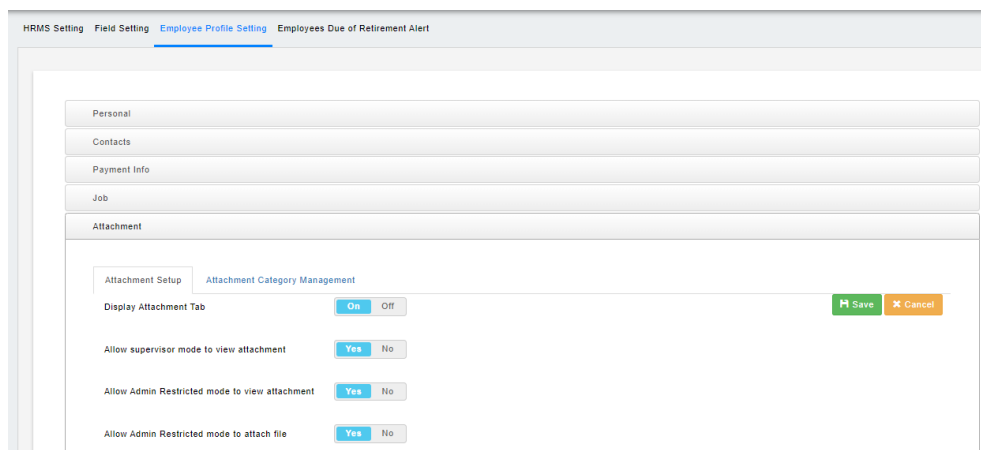 HRMS Setting Field Setting Employee Profile Setting Employees Due of Retirement Alert
Personal
Contacts
Payment Info
Job
Attachment
Attachment Setup Attachment Category Management
Display Attachment Tab On Off Save Cancel
Allow supervisor mode to view attachment Yes No
Allow Admin Restricted mode to view attachment Yes No
Allow Admin Restricted mode to attach file Yes No